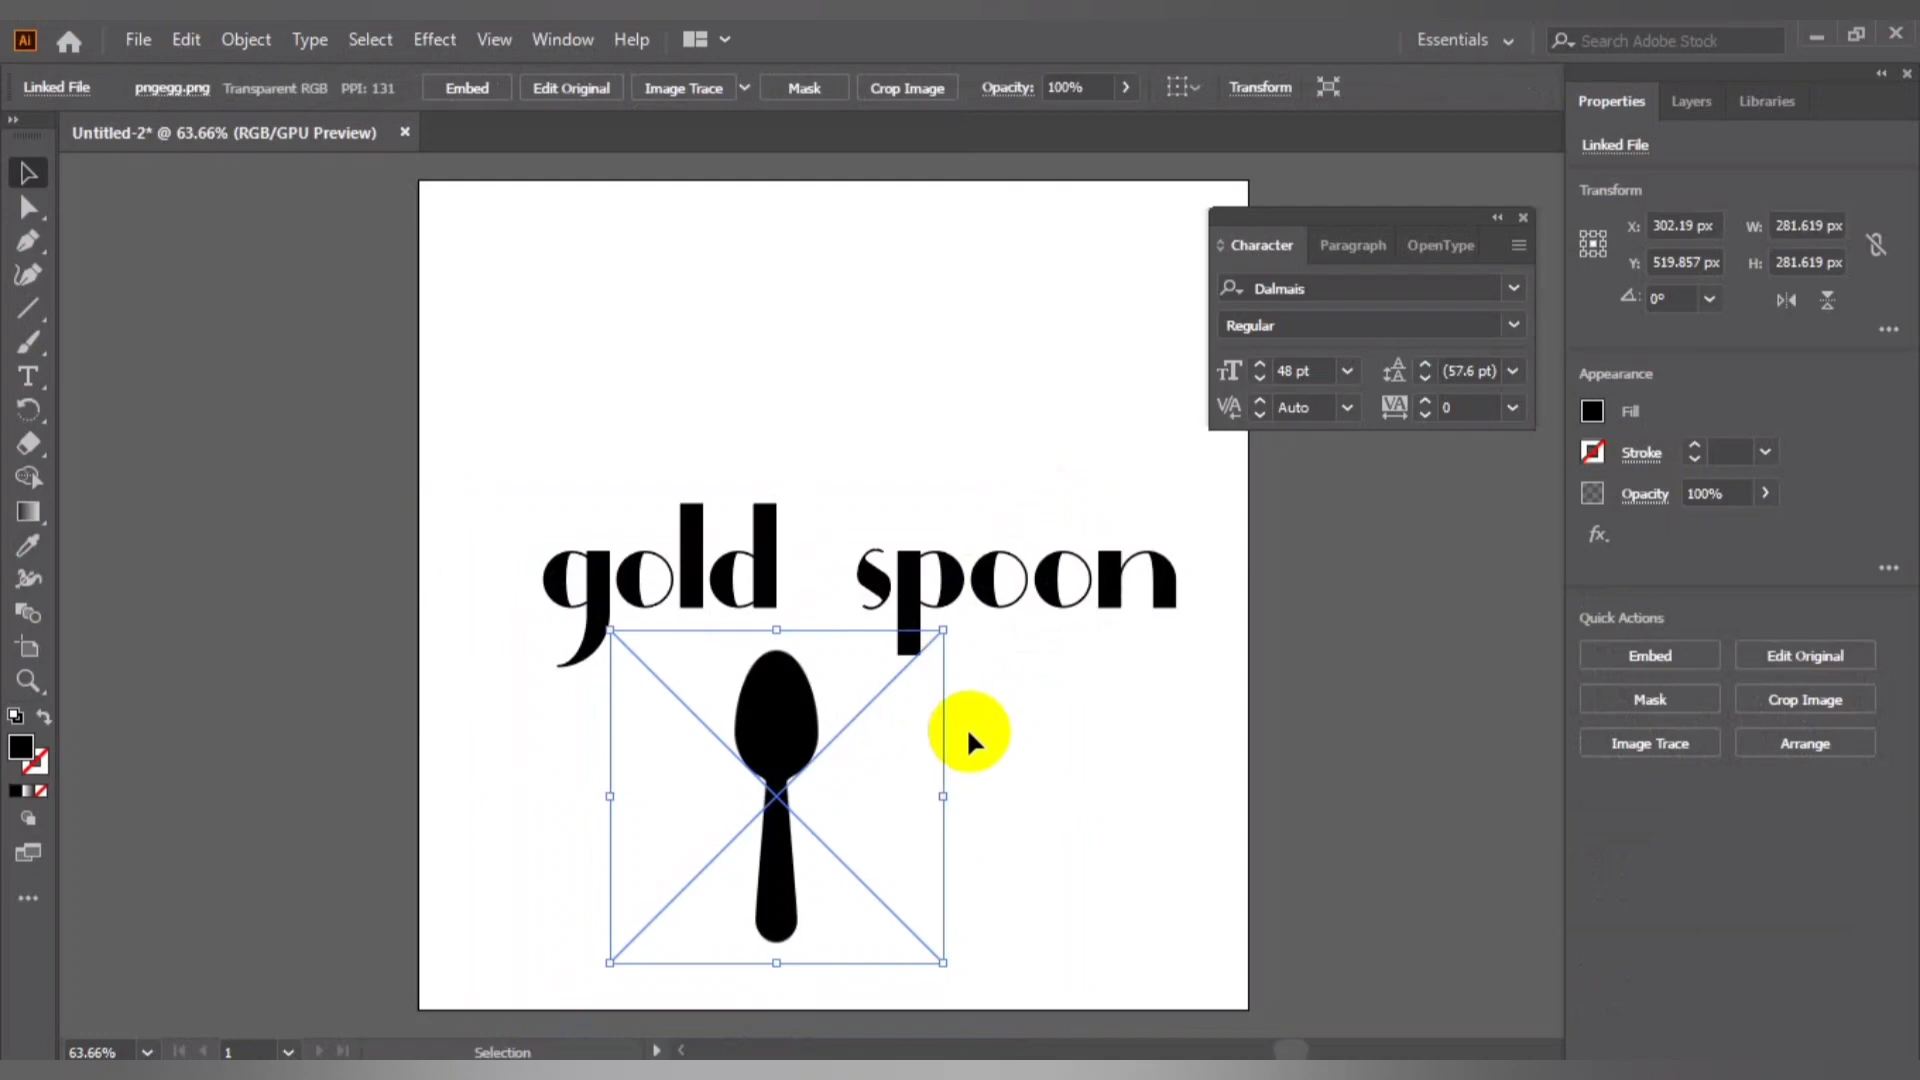 Ai File Edit Object Type Select Effect View Window Help Essentials Search Adobe Stock
Linked File pngegg.png Transparent RGB PPI: 131 Embed Edit Original Image Trace Mask Crop Image Opacity: 100% Transform
Untitled-2* @ 63.66% (RGB/GPU Preview)
Properties Layers Libraries
Linked File
Transform
X: 302.19 px W: 281.619 px
Y: 519.857 px H: 281.619 px
0°
Appearance
Fill
Stroke
Opacity 100%
fx.
Quick Actions
Embed Edit Original
Mask Crop Image
Image Trace Arrange
Character Paragraph OpenType
Dalmais
Regular
48 pt (57.6 pt)
Auto 0
gold spoon
63.66% 1 Selection